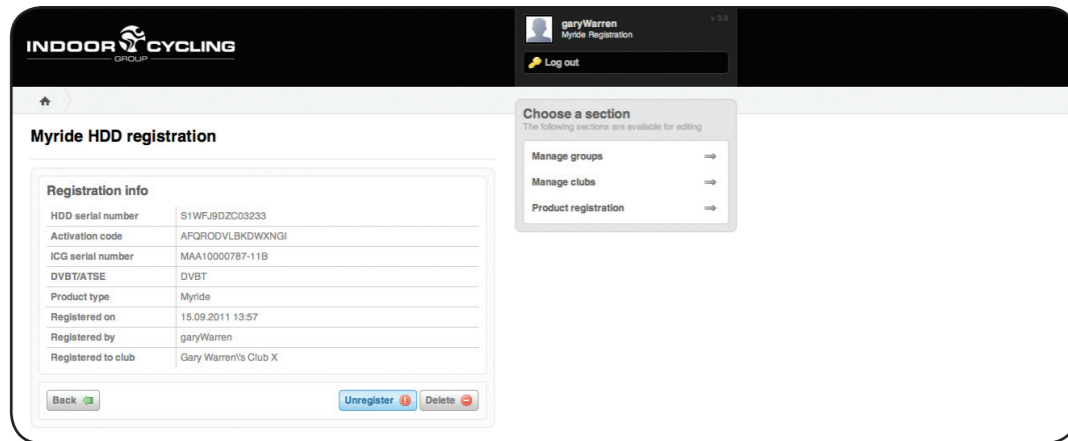 INDOOR CYCLING
GROUP
garyWarren
v 3.0
Myride Registration
Log out
Choose a section
The following sections are available for editing
Manage groups
Manage clubs
Product registration
Myride HDD registration
Registration info
HDD serial number S1WFJ9DZC03233
Activation code AFQRODVLBKDWXNGI
ICG serial number MAA10000787-11B
DVBT/ATSE DVBT
Product type Myride
Registered on 15.09.2011 13:57
Registered by garyWarren
Registered to club Gary Warren\'s Club X
Back
Unregister
Delete